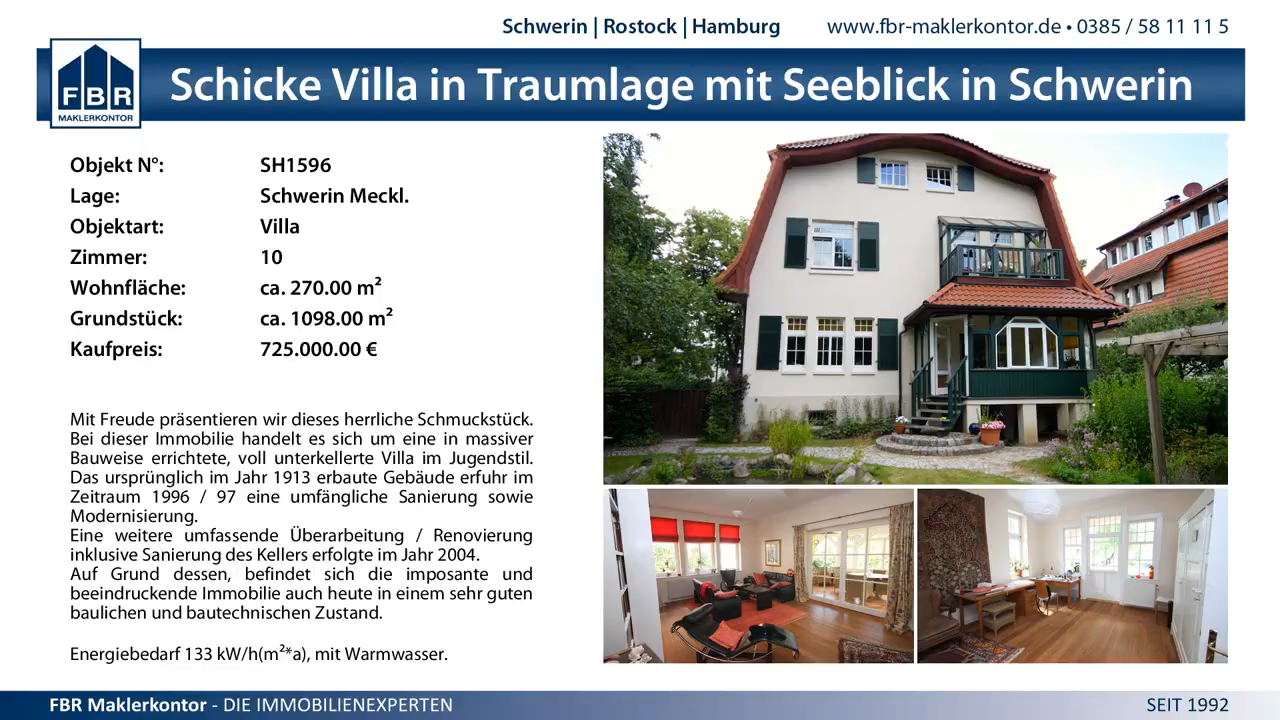 Schwerin | Rostock | Hamburg
www.fbr-maklerkontor.de • 0385 / 58 11 11 5
FBR
MAKLERKONTOR
Schicke Villa in Traumlage mit Seeblick in Schwerin
Objekt N°: SH1596
Lage: Schwerin Meckl.
Objektart: Villa
Zimmer: 10
Wohnfläche: ca. 270.00 m²
Grundstück: ca. 1098.00 m²
Kaufpreis: 725.000.00 €
Mit Freude präsentieren wir dieses herrliche Schmuckstück.
Bei dieser Immobilie handelt es sich um eine in massiver
Bauweise errichtete, voll unterkellerte Villa im Jugendstil.
Das ursprünglich im Jahr 1913 erbaute Gebäude erfuhr im
Zeitraum 1996 / 97 eine umfängliche Sanierung sowie
Modernisierung.
Eine weitere umfassende Überarbeitung / Renovierung
inklusive Sanierung des Kellers erfolgte im Jahr 2004.
Auf Grund dessen, befindet sich die imposante und
beeindruckende Immobilie auch heute in einem sehr guten
baulichen und bautechnischen Zustand.
Energiebedarf 133 kW/h(m²*a), mit Warmwasser.
FBR Maklerkontor - DIE IMMOBILIENEXPERTEN
SEIT 1992